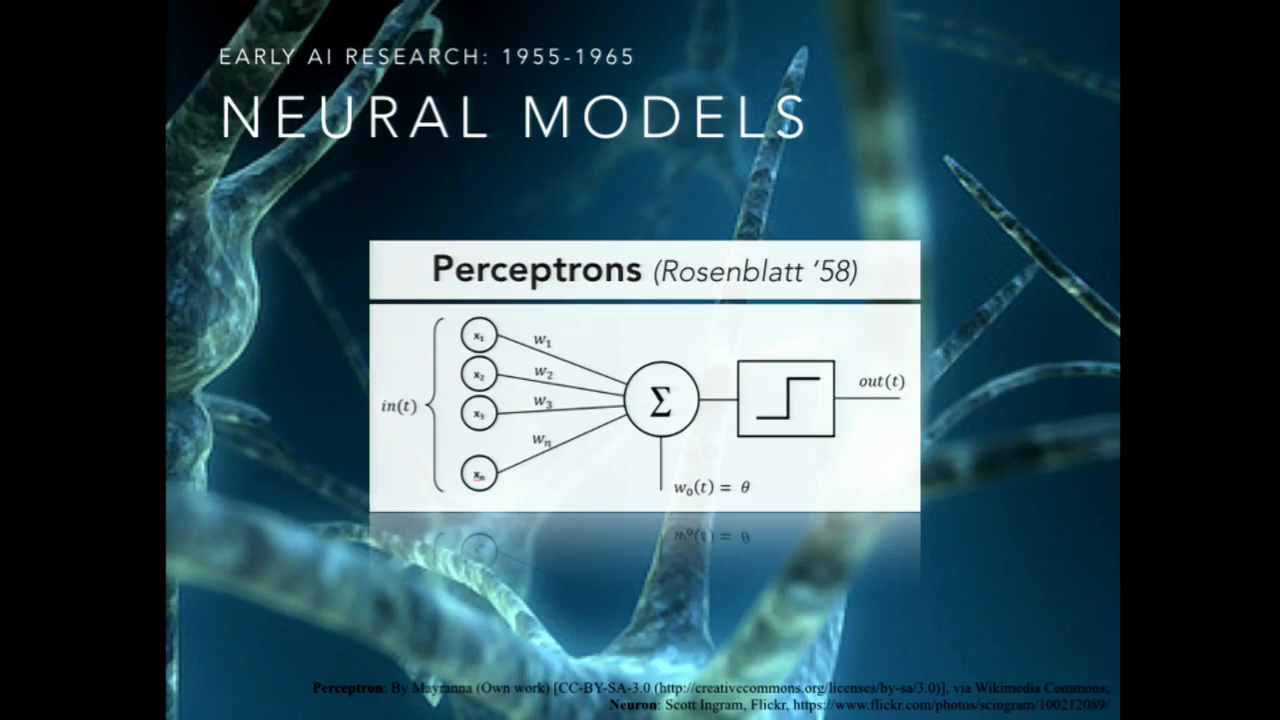 EARLY AI RESEARCH: 1955-1965
NEURAL MODELS
Perceptrons (Rosenblatt '58)
x₁
w₁
x₂
w₂
out(t)
in(t)
x₃
w₃
Σ
wₙ
xₙ
w₀(t) = θ
Perceptron: By Mayranna (Own work) [CC-BY-SA-3.0 (http://creativecommons.org/licenses/by-sa/3.0)], via Wikimedia Commons;
Neuron: Scott Ingram, Flickr, https://www.flickr.com/photos/scingram/100212089/